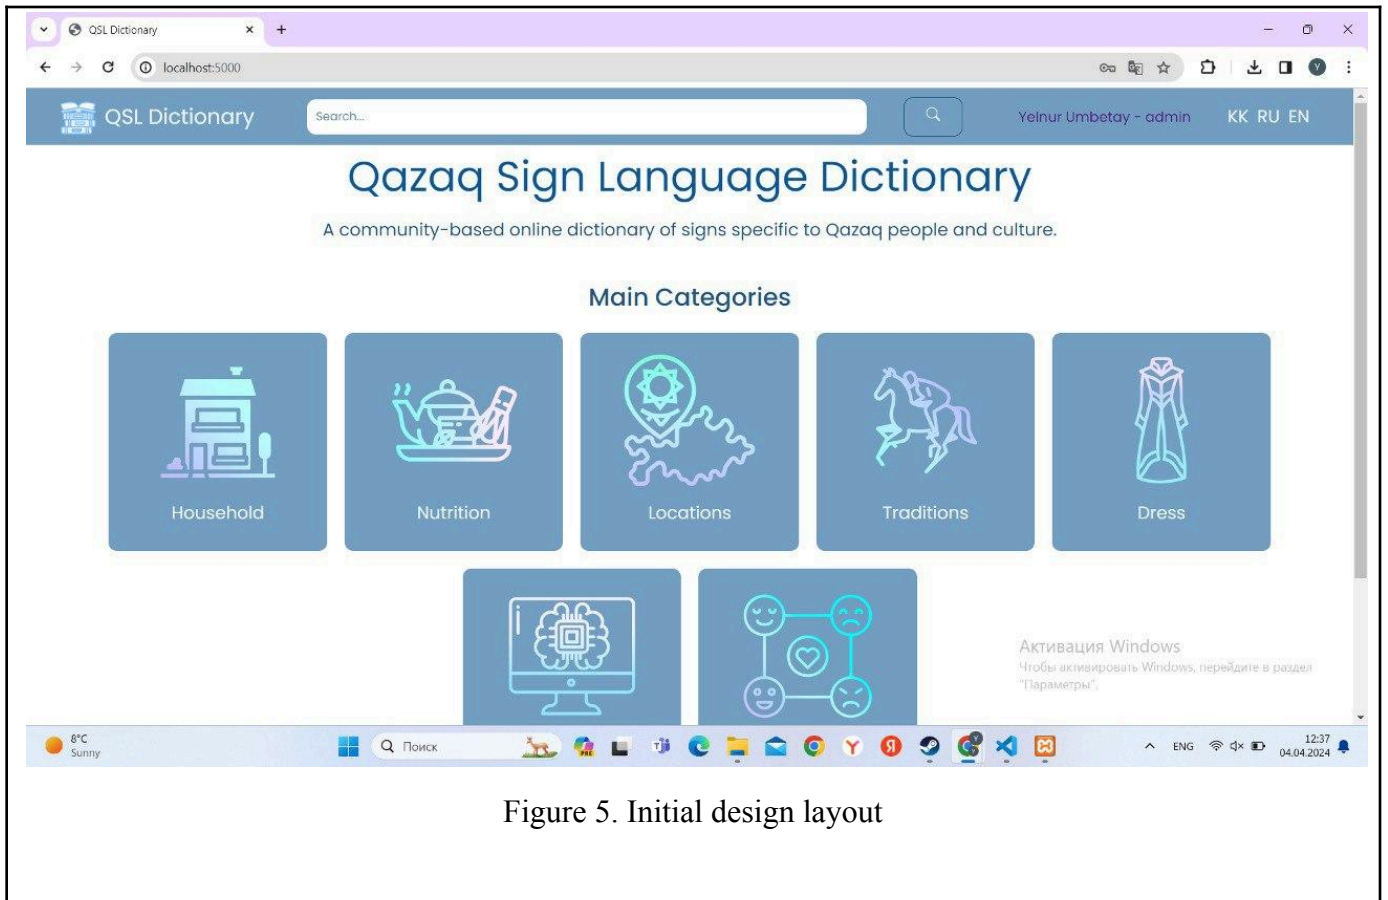 QSL Dictionary
localhost:5000
QSL Dictionary Search... Yelnur Umbetay - admin KK RU EN
Qazaq Sign Language Dictionary
A community-based online dictionary of signs specific to Qazaq people and culture.
Main Categories
Household Nutrition Locations Traditions Dress
Активация Windows
Чтобы активировать Windows, перейдите в раздел
"Параметры".
8°C
Sunny
Поиск
PRE
ENG
12:37
04.04.2024
Figure 5. Initial design layout